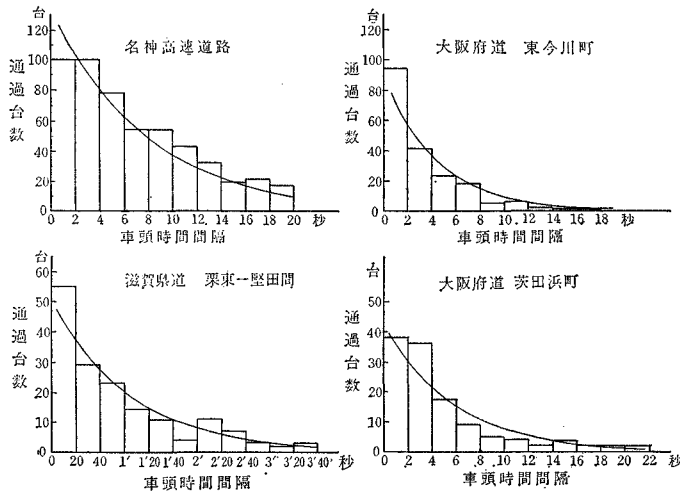 台
名神高速道路
120
100
80
60
40
20
0
通過台数
0 2 4 6 8 10 12 14 16 18 20 秒
車頭時間間隔
台
大阪府道 東今川町
120
100
80
60
40
20
0
通過台数
0 2 4 6 8 10 12 14 16 18 秒
車頭時間間隔
台
滋賀県道 栗東—堅田間
60
50
40
30
20
10
0
通過台数
0 20 40 1′ 1′20 1′40 2′ 2′20 2′40 3′ 3′20 3′40″ 秒
車頭時間間隔
台
大阪府道 茨田浜町
50
40
30
20
10
0
通過台数
0 2 4 6 8 10 12 14 16 18 20 22 秒
車頭時間間隔